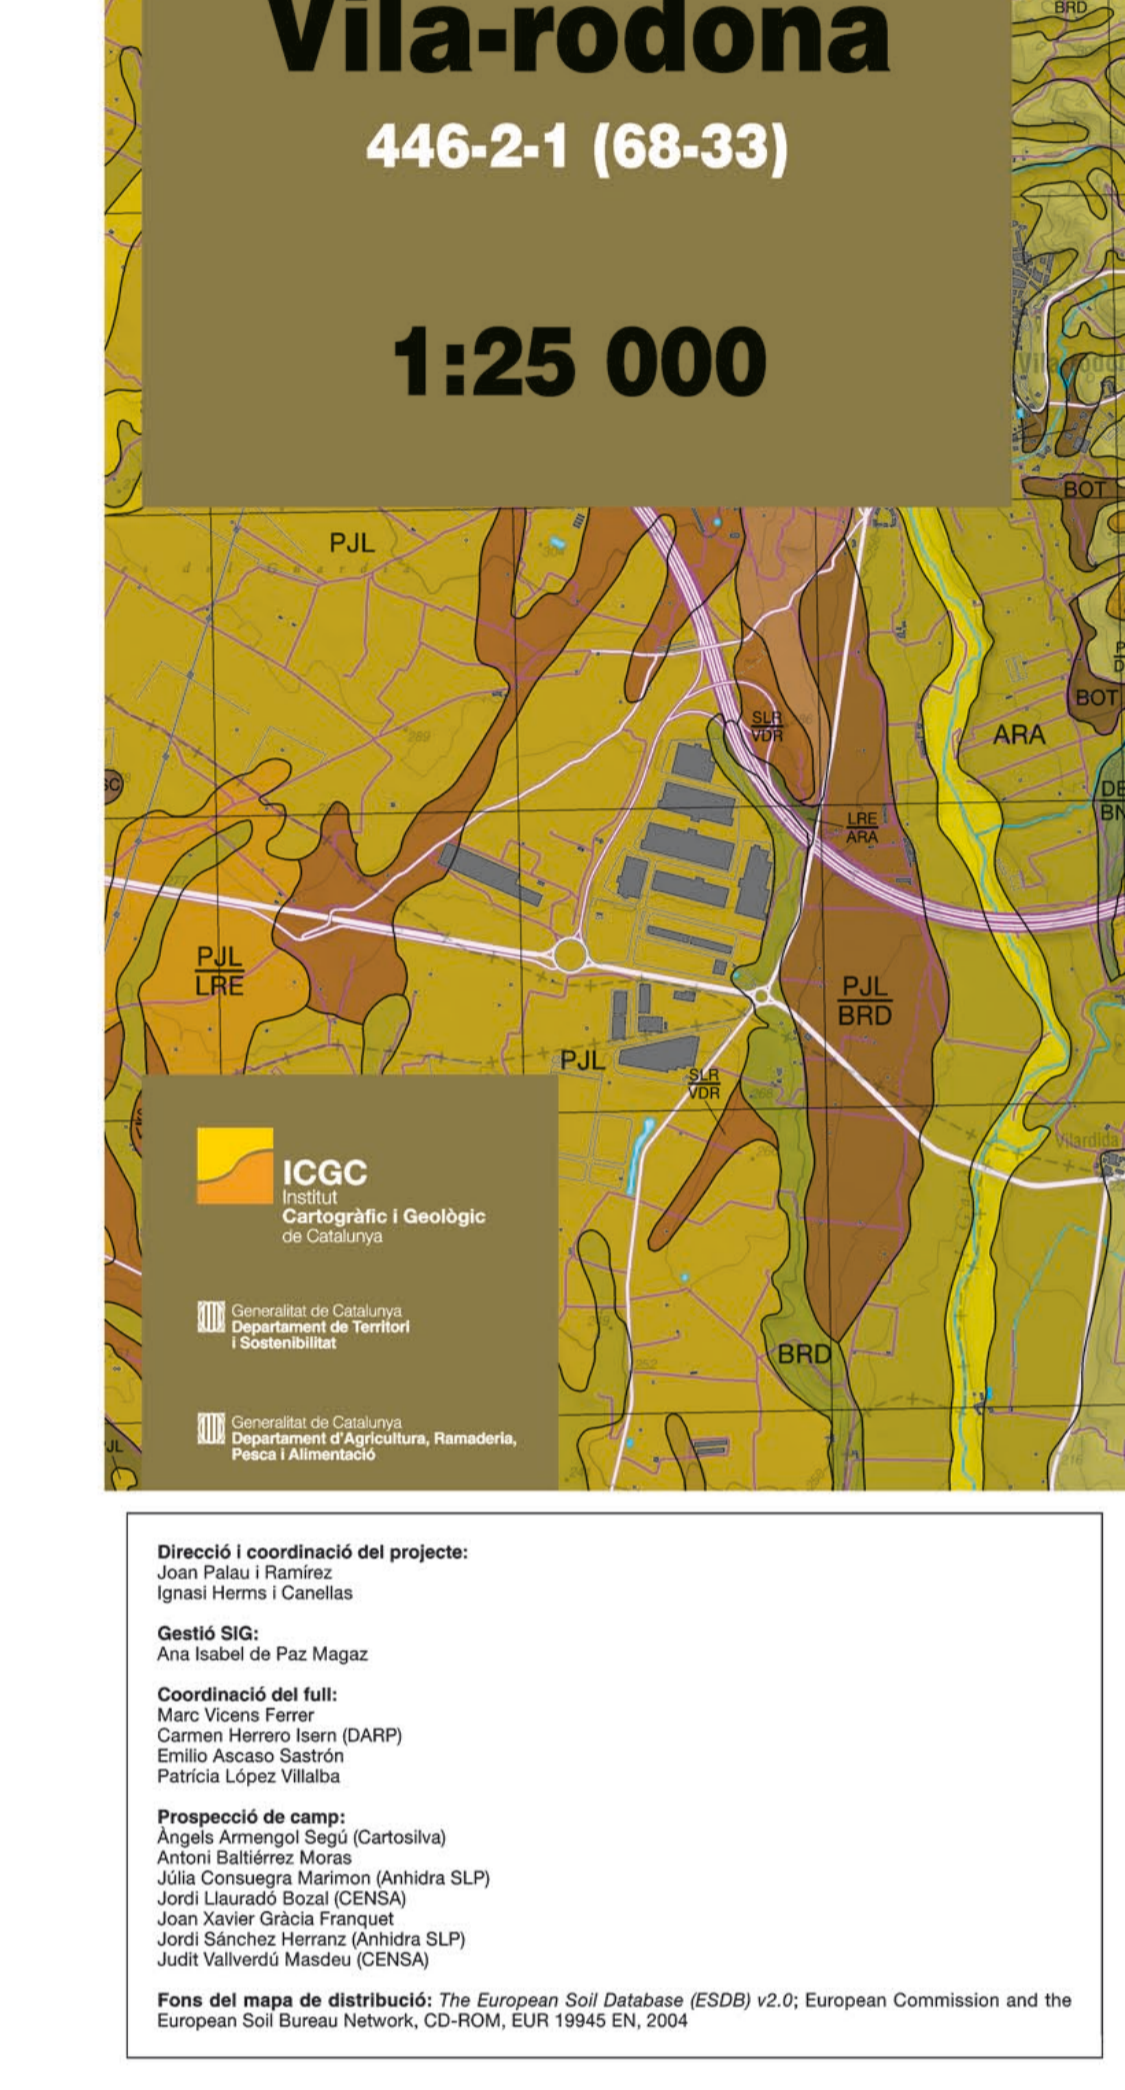 Vila-rodona
446-2-1 (68-33)
1:25 000
BRD
BOT
PJL
BOT
ARA
SLR
VDR
LRE
ARA
PJL
LRE
PJL
BRD
PJL
SLR
VDR
Vilardida
BRD
289
277
268
252
216
ICGC
Institut
Cartogràfic i Geològic
de Catalunya
Generalitat de Catalunya
Departament de Territori
i Sostenibilitat
Generalitat de Catalunya
Departament d'Agricultura, Ramaderia,
Pesca i Alimentació
Direcció i coordinació del projecte:
Joan Palau i Ramírez
Ignasi Herms i Canellas
Gestió SIG:
Ana Isabel de Paz Magaz
Coordinació del full:
Marc Vicens Ferrer
Carmen Herrero Isern (DARP)
Emilio Ascaso Sastrón
Patrícia López Villalba
Prospecció de camp:
Àngels Armengol Segú (Cartosilva)
Antoni Baltiérrez Moras
Júlia Consuegra Marimon (Anhidra SLP)
Jordi Llauradó Bozal (CENSA)
Joan Xavier Gràcia Franquet
Jordi Sánchez Herranz (Anhidra SLP)
Judit Vallverdú Masdeu (CENSA)
Fons del mapa de distribució: The European Soil Database (ESDB) v2.0; European Commission and the
European Soil Bureau Network, CD-ROM, EUR 19945 EN, 2004